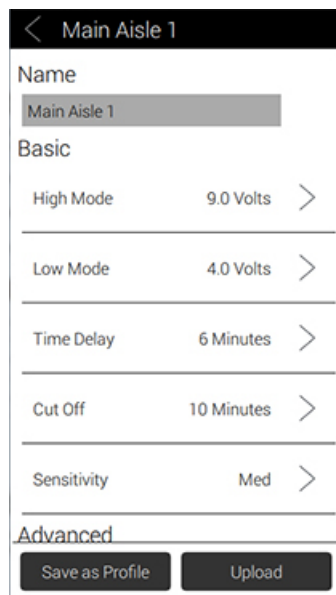 Main Aisle 1
Name
Main Aisle 1
Basic
High Mode 9.0 Volts
Low Mode 4.0 Volts
Time Delay 6 Minutes
Cut Off 10 Minutes
Sensitivity Med
Advanced
Save as Profile Upload